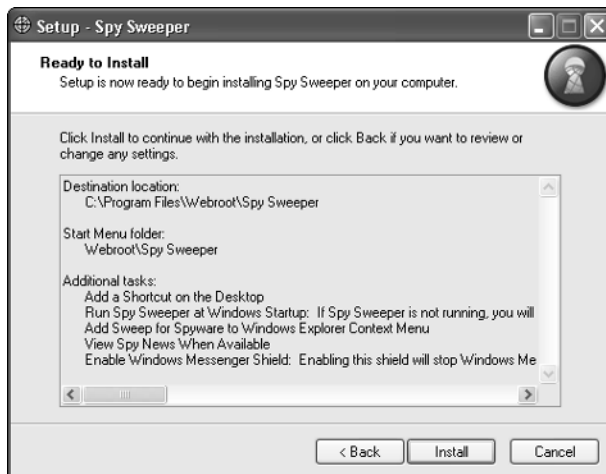 Setup - Spy Sweeper
Ready to Install
Setup is now ready to begin installing Spy Sweeper on your computer.
Click Install to continue with the installation, or click Back if you want to review or
change any settings.
Destination location:
C:\Program Files\Webroot\Spy Sweeper
Start Menu folder:
Webroot\Spy Sweeper
Additional tasks:
Add a Shortcut on the Desktop
Run Spy Sweeper at Windows Startup: If Spy Sweeper is not running, you will
Add Sweep for Spyware to Windows Explorer Context Menu
View Spy News When Available
Enable Windows Messenger Shield: Enabling this shield will stop Windows Me
< Back Install Cancel